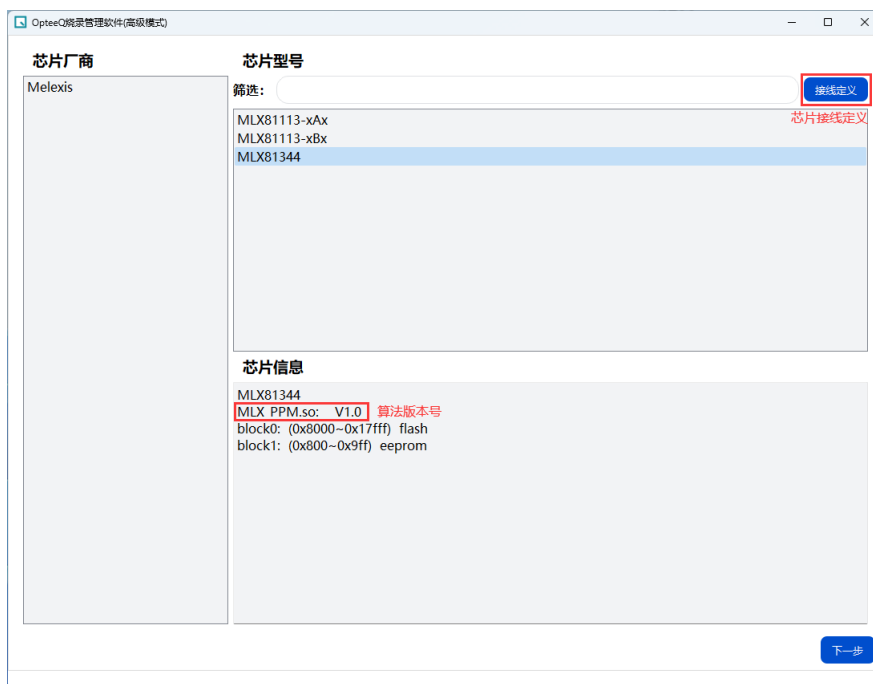 OpteeQ烧录管理软件(高级模式)
芯片厂商
Melexis
芯片型号
筛选：
接线定义
芯片接线定义
MLX81113-xAx
MLX81113-xBx
MLX81344
芯片信息
MLX81344
MLX PPM.so: V1.0 算法版本号
block0: (0x8000~0x17fff) flash
block1: (0x800~0x9ff) eeprom
下一步